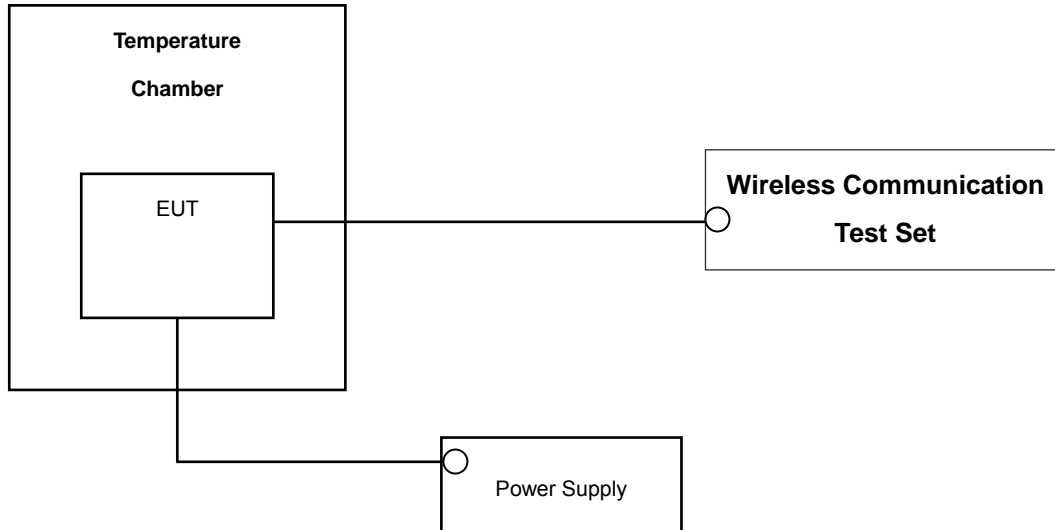 Temperature
Chamber
EUT
Wireless Communication
Test Set
Power Supply